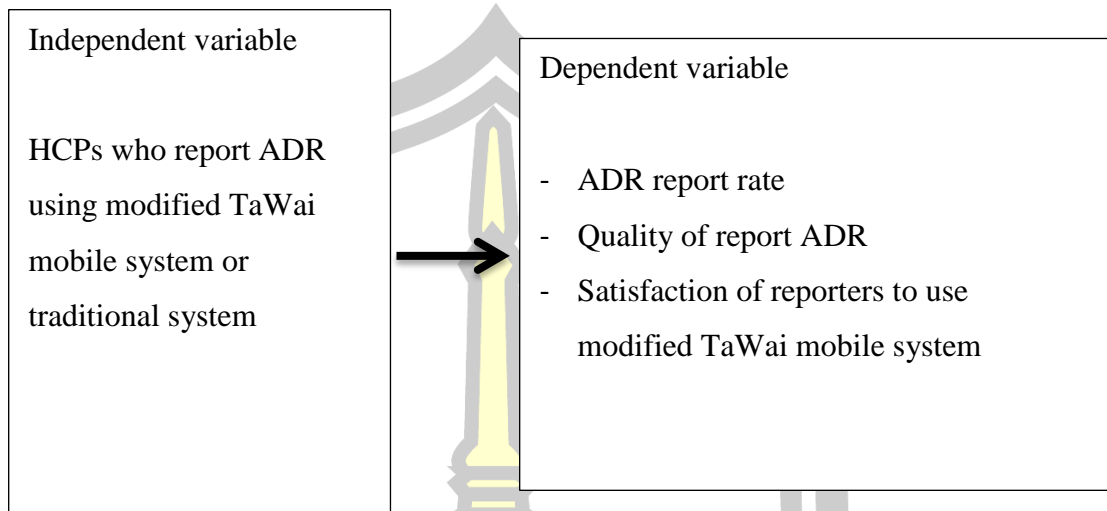 Independent variable
HCPs who report ADR
using modified TaWai
mobile system or
traditional system
Dependent variable
- ADR report rate
- Quality of report ADR
- Satisfaction of reporters to use
modified TaWai mobile system